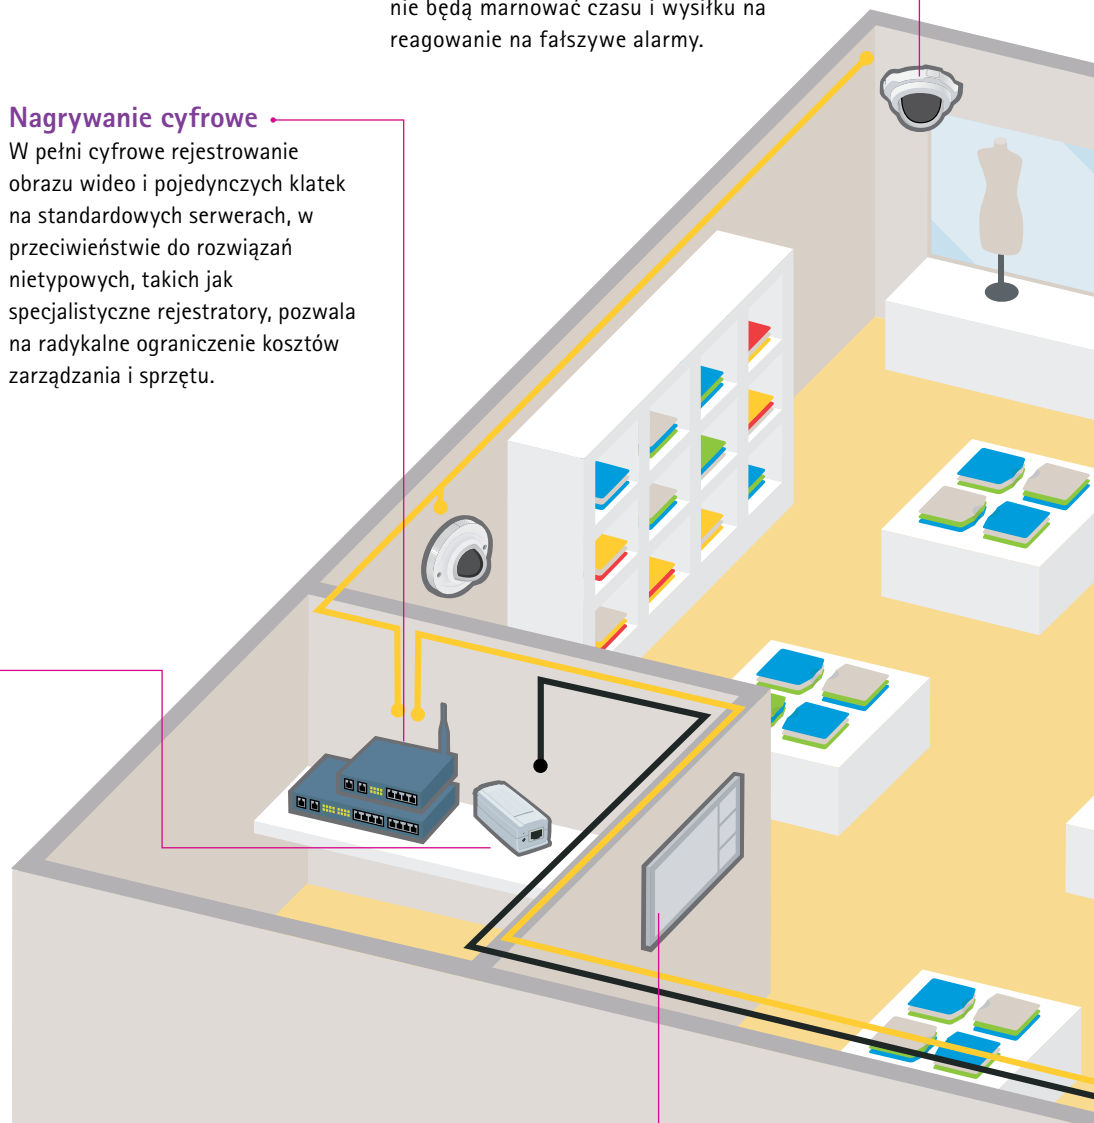 nie będą marnować czasu i wysiłku na
reagowanie na fałszywe alarmy.
Nagrywanie cyfrowe
W pełni cyfrowe rejestrowanie
obrazu wideo i pojedynczych klatek
na standardowych serwerach, w
przeciwieństwie do rozwiązań
nietypowych, takich jak
specjalistyczne rejestratory, pozwala
na radykalne ograniczenie kosztów
zarządzania i sprzętu.